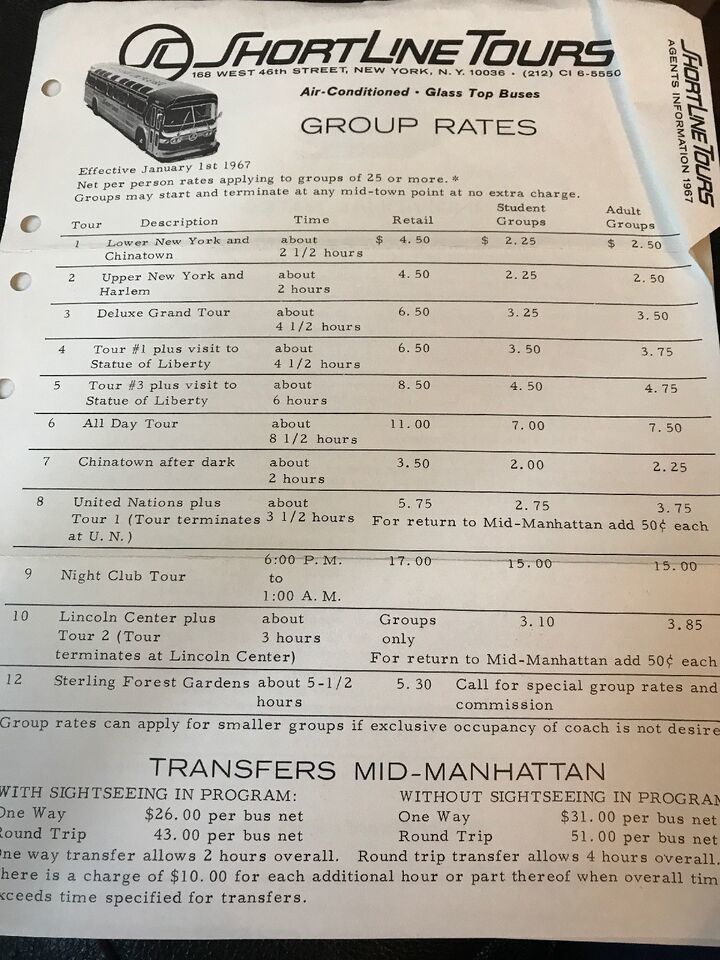 SHORTLINE TOURS
168 WEST 46th STREET, NEW YORK, N. Y. 10036 · (212) CI 6-5550
Air-Conditioned · Glass Top Buses
GROUP RATES
SHORTLINE TOURS
AGENTS INFORMATION 1967
Effective January 1st 1967
Net per person rates applying to groups of 25 or more. *
Groups may start and terminate at any mid-town point at no extra charge.
Tour Description Time Retail Student Groups Adult Groups
1 Lower New York and Chinatown about 2 1/2 hours $ 4.50 $ 2.25 $ 2.50
2 Upper New York and Harlem about 2 hours 4.50 2.25 2.50
3 Deluxe Grand Tour about 4 1/2 hours 6.50 3.25 3.50
4 Tour #1 plus visit to Statue of Liberty about 4 1/2 hours 6.50 3.50 3.75
5 Tour #3 plus visit to Statue of Liberty about 6 hours 8.50 4.50 4.75
6 All Day Tour about 8 1/2 hours 11.00 7.00 7.50
7 Chinatown after dark about 2 hours 3.50 2.00 2.25
8 United Nations plus about 5.75 2.75 3.75
Tour 1 (Tour terminates 3 1/2 hours For return to Mid-Manhattan add 50¢ each
at U. N. )
9 Night Club Tour 6:00 P. M. to 1:00 A. M. 17.00 15.00 15.00
10 Lincoln Center plus about Groups 3.10 3.85
Tour 2 (Tour 3 hours only
terminates at Lincoln Center) For return to Mid-Manhattan add 50¢ each
12 Sterling Forest Gardens about 5-1/2 5.30 Call for special group rates and
hours commission
Group rates can apply for smaller groups if exclusive occupancy of coach is not desire
TRANSFERS MID-MANHATTAN
WITH SIGHTSEEING IN PROGRAM: WITHOUT SIGHTSEEING IN PROGRAM
One Way $26.00 per bus net One Way $31.00 per bus net
Round Trip 43.00 per bus net Round Trip 51.00 per bus net
One way transfer allows 2 hours overall. Round trip transfer allows 4 hours overall.
here is a charge of $10.00 for each additional hour or part thereof when overall tim
xceeds time specified for transfers.